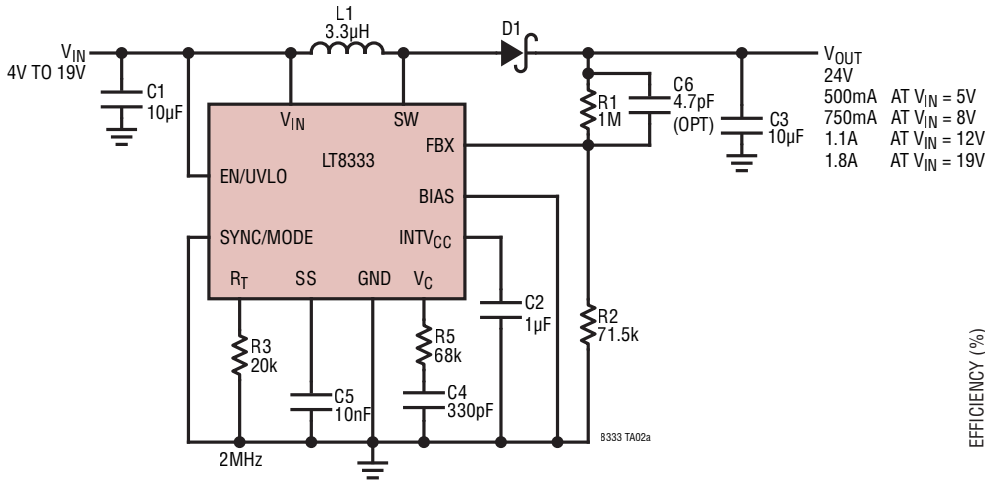 L1
3.3µH
D1
VIN
4V TO 19V
C1
10µF
VIN
SW
FBX
LT8333
EN/UVLO
BIAS
SYNC/MODE
INTVCC
RT
SS
GND
VC
R1
1M
C6
4.7pF
(OPT)
C3
10µF
VOUT
24V
500mA AT VIN = 5V
750mA AT VIN = 8V
1.1A AT VIN = 12V
1.8A AT VIN = 19V
C2
1µF
R2
71.5k
R3
20k
R5
68k
C5
10nF
C4
330pF
8333 TA02a
2MHz
EFFICIENCY (%)